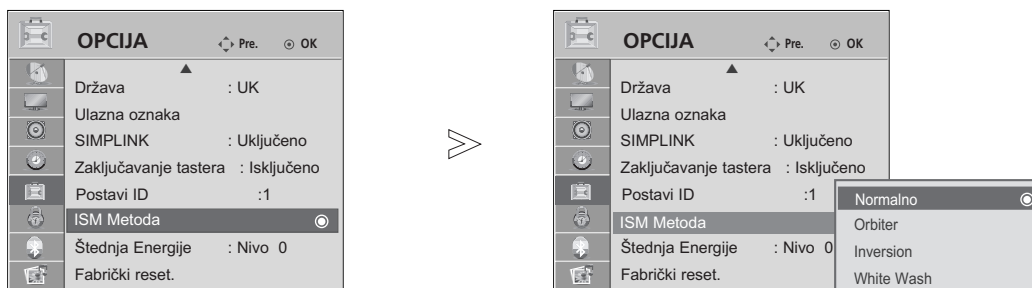 OPCIJA Pre. OK
Država : UK
Ulazna oznaka
SIMPLINK : Uključeno
Zaključavanje tastera : Isključeno
Postavi ID :1
ISM Metoda
Štednja Energije : Nivo 0
Fabrički reset.
OPCIJA Pre. OK
Država : UK
Ulazna oznaka
SIMPLINK : Uključeno
Zaključavanje tastera : Isključeno
Postavi ID :1
ISM Metoda
Štednja Energije : Nivo 0
Fabrički reset.
Normalno
Orbiter
Inversion
White Wash